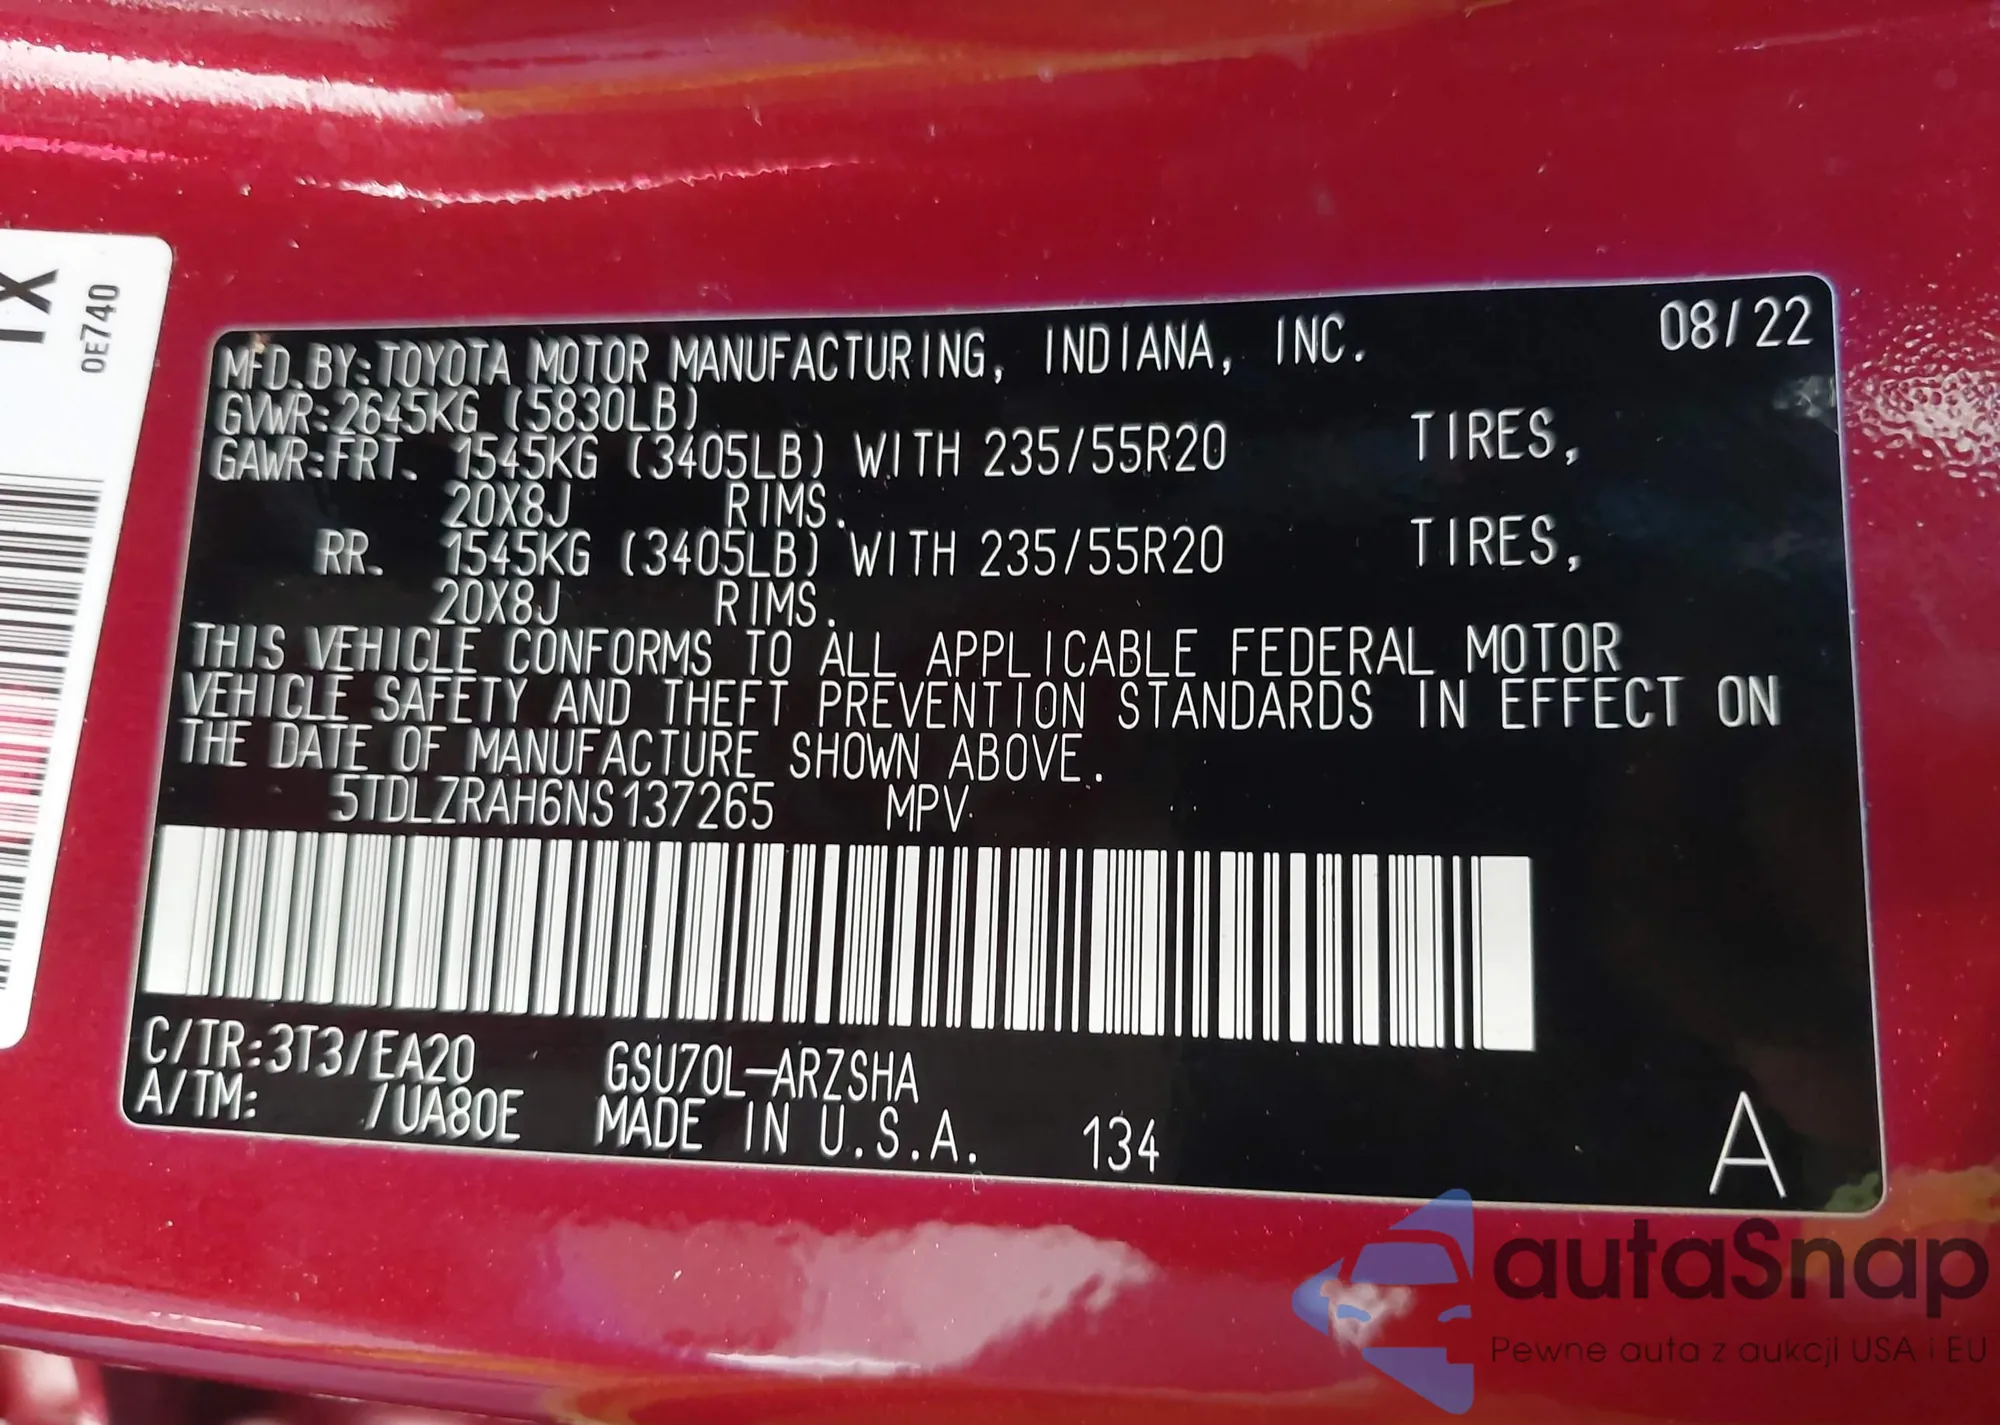 TX
0E740
MFD.BY:TOYOTA MOTOR MANUFACTURING, INDIANA, INC. 08/22
GVWR:2645KG (5830LB)
GAWR:FRT. 1545KG (3405LB) WITH 235/55R20 TIRES,
20X8J RIMS.
RR. 1545KG (3405LB) WITH 235/55R20 TIRES,
20X8J RIMS.
THIS VEHICLE CONFORMS TO ALL APPLICABLE FEDERAL MOTOR
VEHICLE SAFETY AND THEFT PREVENTION STANDARDS IN EFFECT ON
THE DATE OF MANUFACTURE SHOWN ABOVE.
5TDLZRAH6NS137265 MPV
C/TR:3T3/EA20 GSU70L-ARZSHA
A/TM: /UA80E MADE IN U.S.A. 134 A
autaSnap
Pewne auta z aukcji USA i EU